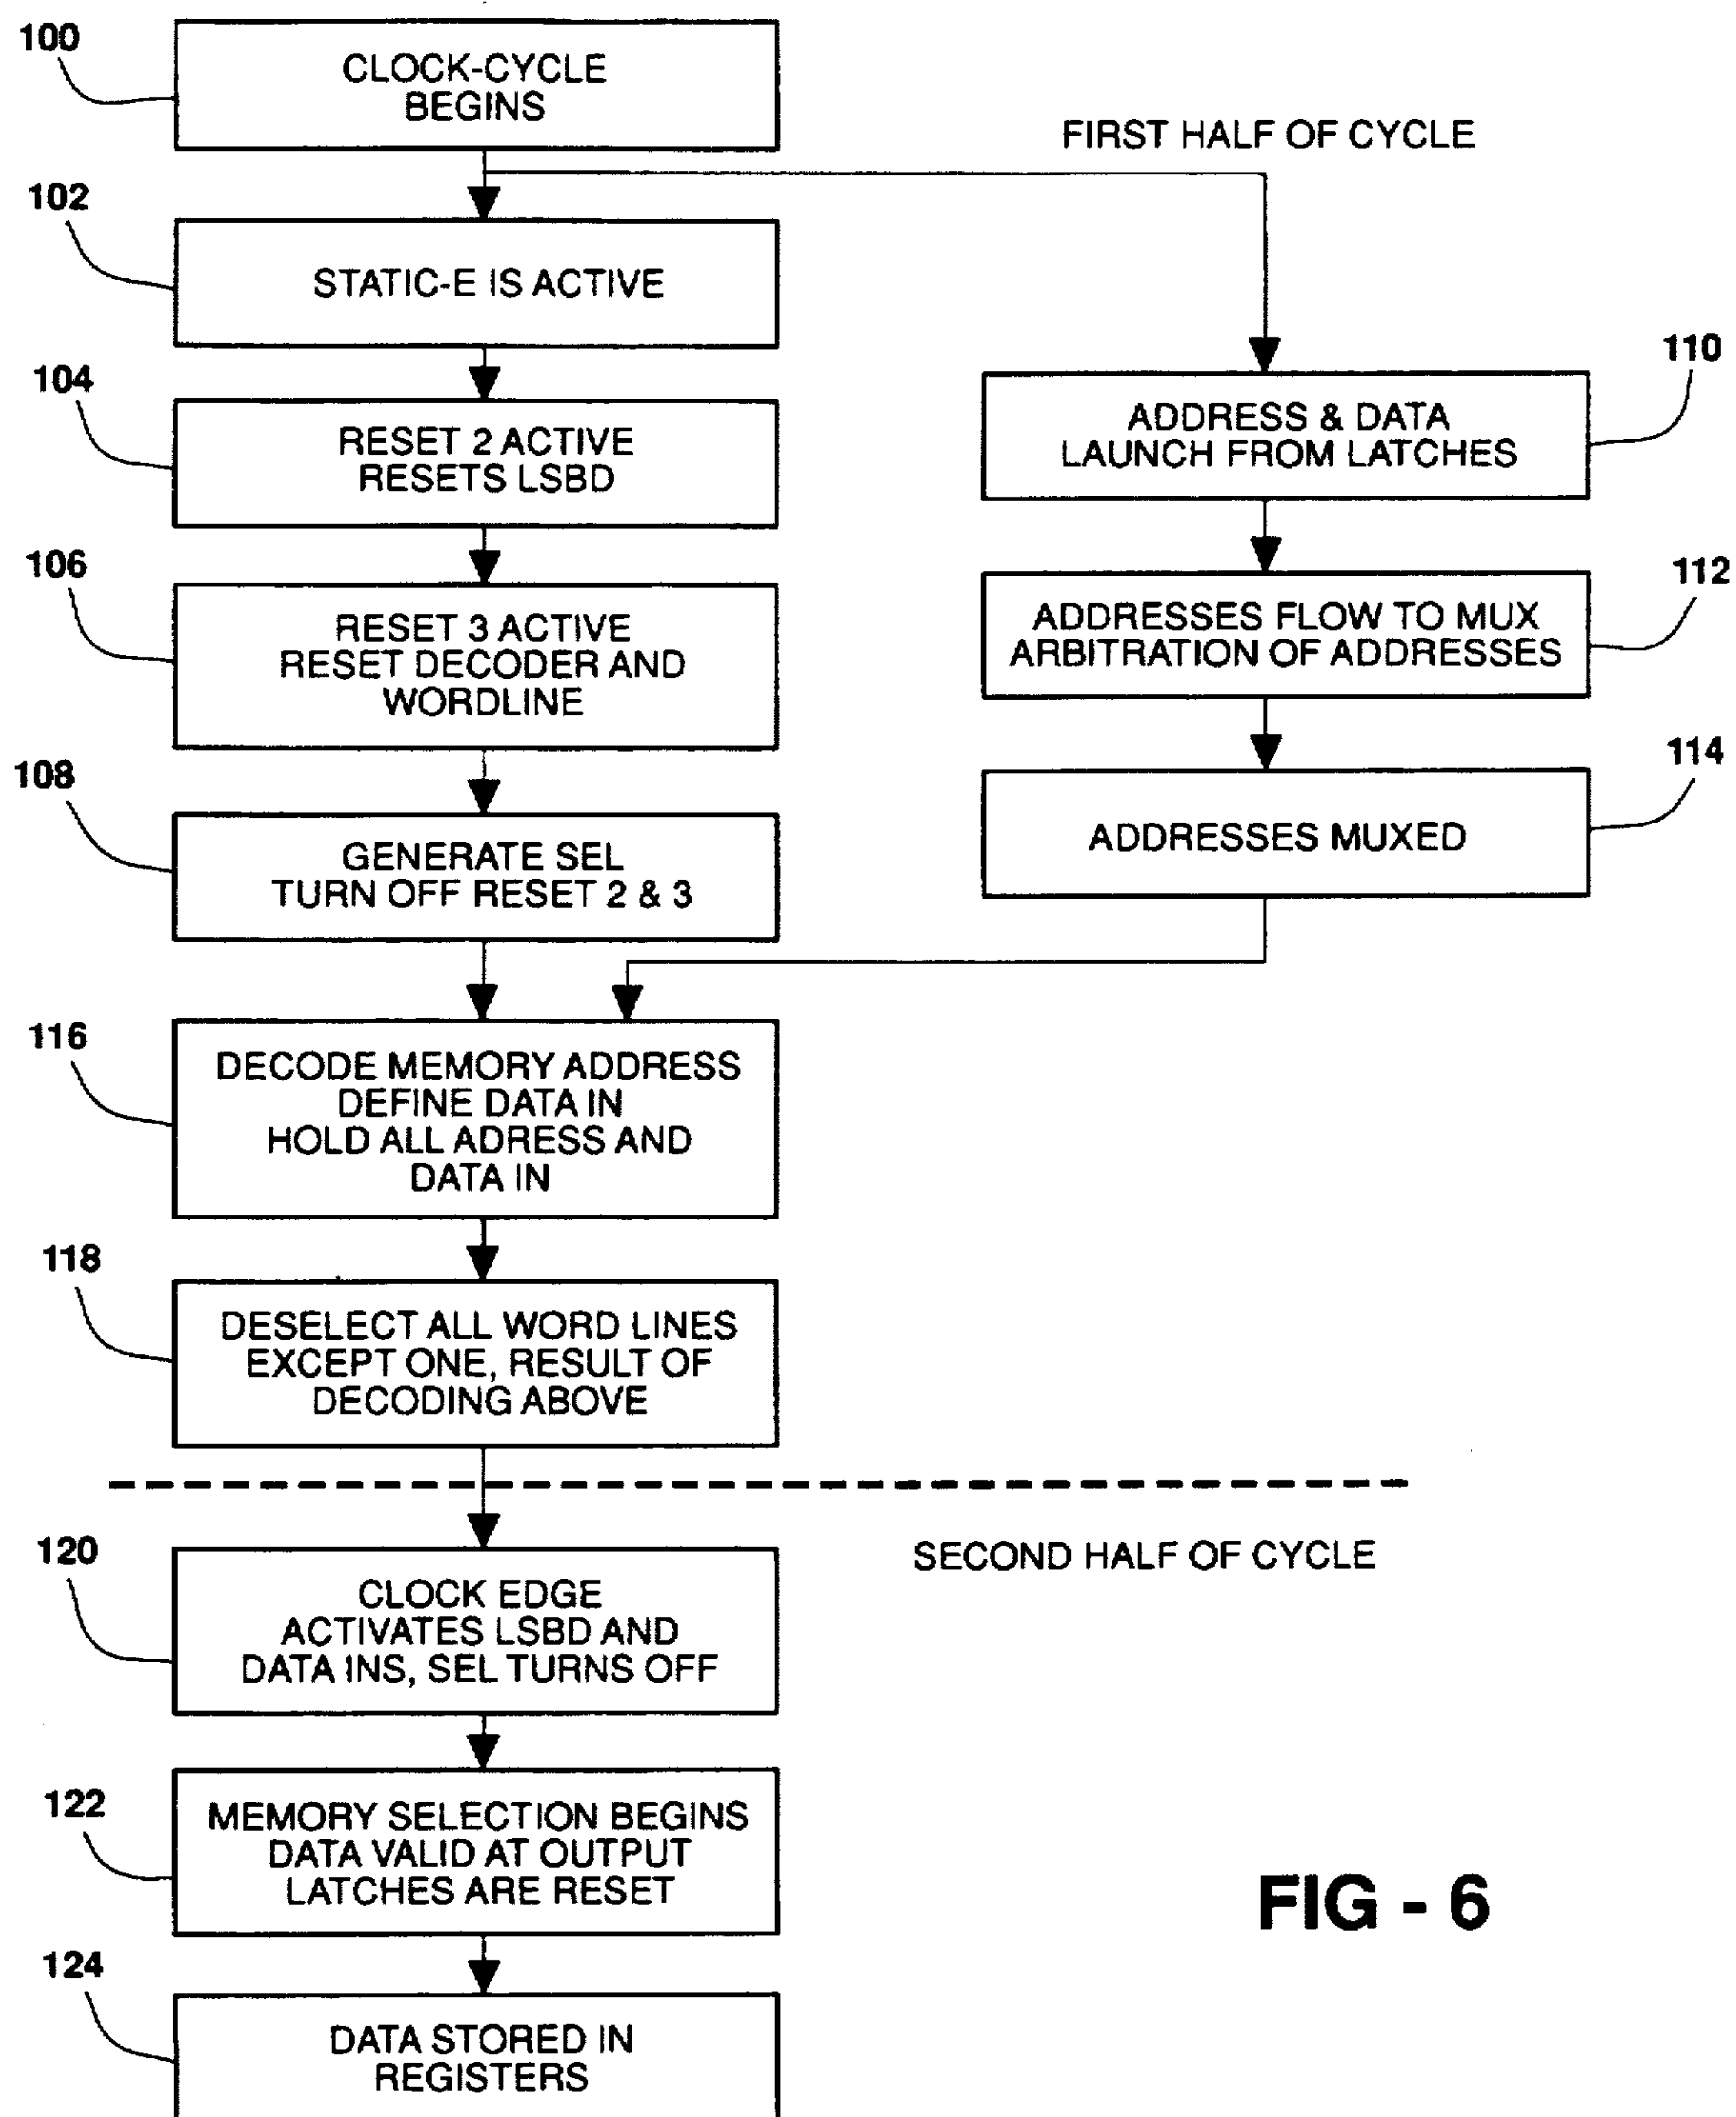 100
CLOCK-CYCLE
BEGINS
FIRST HALF OF CYCLE
102
STATIC-E IS ACTIVE
104
RESET 2 ACTIVE
RESETS LSBD
110
ADDRESS & DATA
LAUNCH FROM LATCHES
106
RESET 3 ACTIVE
RESET DECODER AND
WORDLINE
112
ADDRESSES FLOW TO MUX
ARBITRATION OF ADDRESSES
108
GENERATE SEL
TURN OFF RESET 2 & 3
114
ADDRESSES MUXED
116
DECODE MEMORY ADDRESS
DEFINE DATA IN
HOLD ALL ADRESS AND
DATA IN
118
DESELECT ALL WORD LINES
EXCEPT ONE, RESULT OF
DECODING ABOVE
120
CLOCK EDGE
ACTIVATES LSBD AND
DATA INS, SEL TURNS OFF
SECOND HALF OF CYCLE
122
MEMORY SELECTION BEGINS
DATA VALID AT OUTPUT
LATCHES ARE RESET
124
DATA STORED IN
REGISTERS
FIG - 6